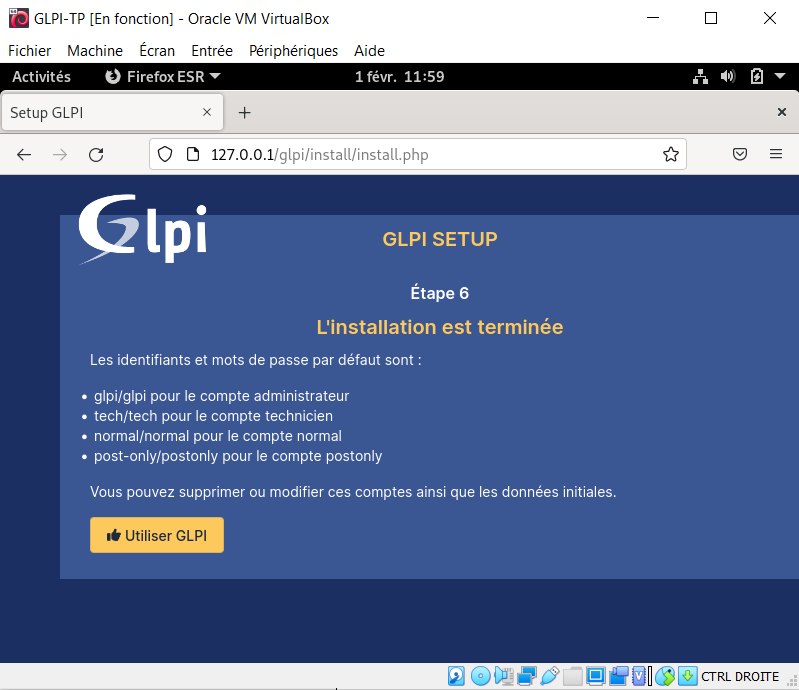 GLPI-TP [En fonction] - Oracle VM VirtualBox
Fichier Machine Écran Entrée Périphériques Aide
Activités Firefox ESR 1 févr. 11:59
Setup GLPI
127.0.0.1/glpi/install/install.php
Glpi
GLPI SETUP
Étape 6
L'installation est terminée
Les identifiants et mots de passe par défaut sont :
• glpi/glpi pour le compte administrateur
• tech/tech pour le compte technicien
• normal/normal pour le compte normal
• post-only/postonly pour le compte postonly
Vous pouvez supprimer ou modifier ces comptes ainsi que les données initiales.
Utiliser GLPI
CTRL DROITE